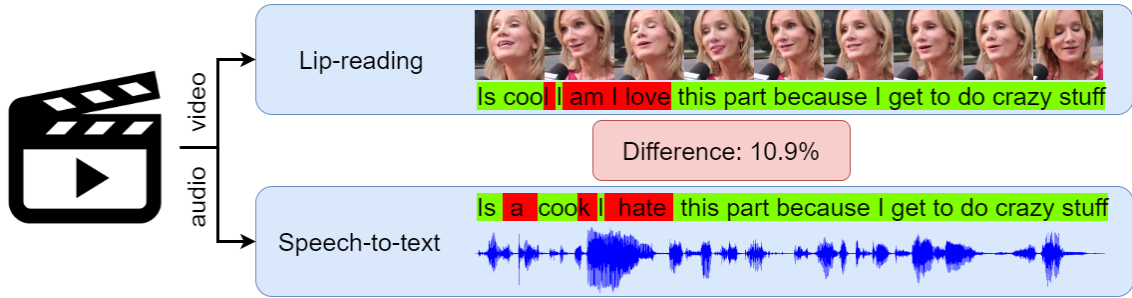 Lip-reading
Is cool I am I love this part because I get to do crazy stuff
video
Difference: 10.9%
audio
Is a cook I hate this part because I get to do crazy stuff
Speech-to-text